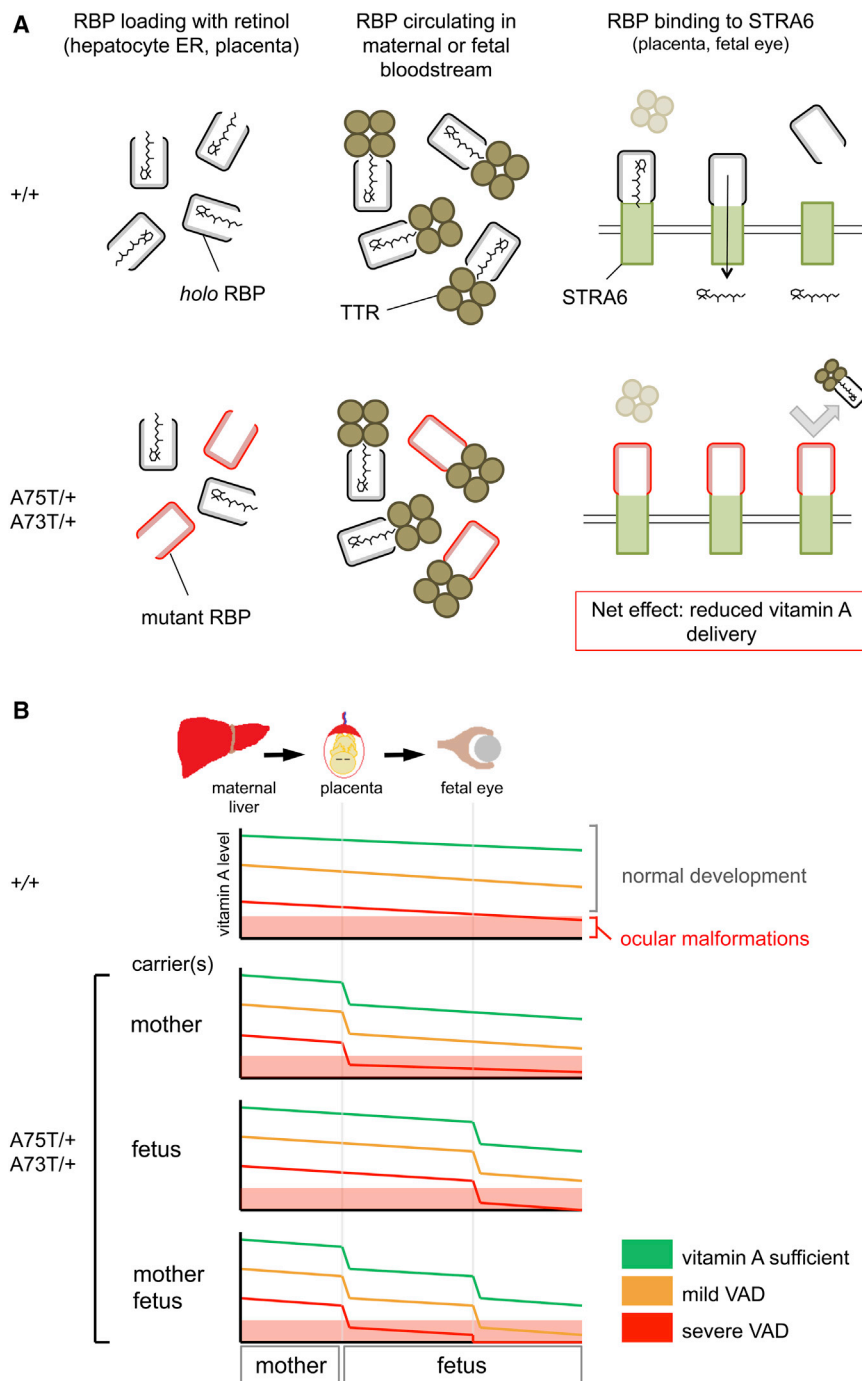 A
RBP loading with retinol
(hepatocyte ER, placenta)
RBP circulating in
maternal or fetal
bloodstream
RBP binding to STRA6
(placenta, fetal eye)
+/+
holo RBP
TTR
STRA6
A75T/+
A73T/+
mutant RBP
Net effect: reduced vitamin A
delivery
B
maternal
liver
placenta
fetal eye
+/+
vitamin A level
normal development
ocular malformations
carrier(s)
mother
A75T/+
A73T/+
fetus
mother
fetus
vitamin A sufficient
mild VAD
severe VAD
mother
fetus